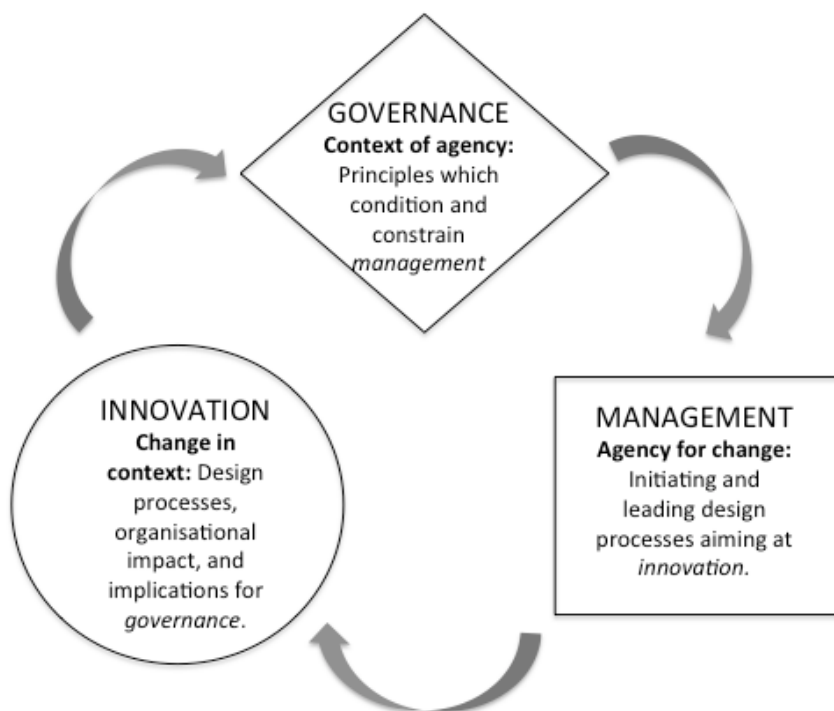 GOVERNANCE
Context of agency:
Principles which
condition and
constrain
management
INNOVATION
Change in
context: Design
processes,
organisational
impact, and
implications for
governance.
MANAGEMENT
Agency for change:
Initiating and
leading design
processes aiming at
innovation.